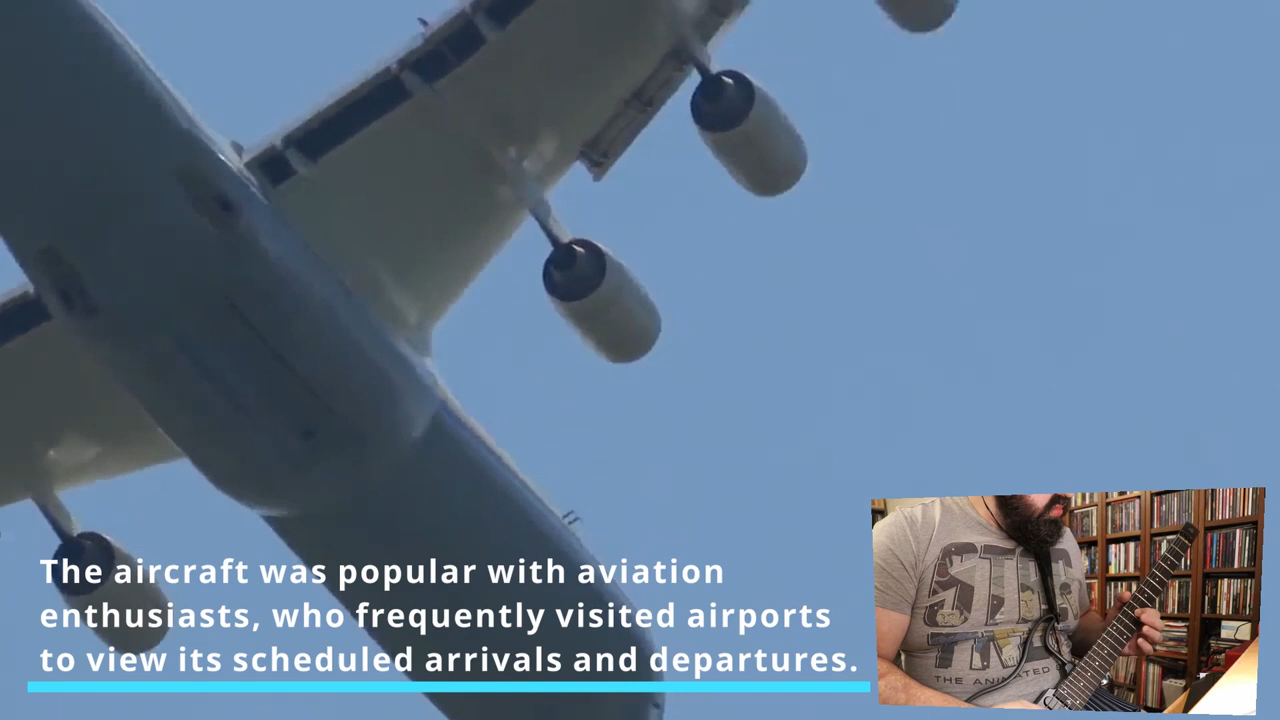 The aircraft was popular with aviation
enthusiasts, who frequently visited airports
to view its scheduled arrivals and departures.
STAR
TREK
THE ANIMATED